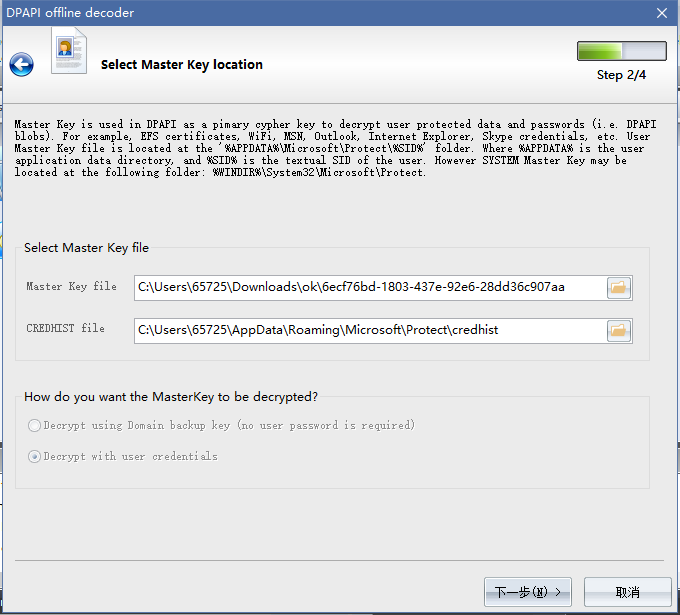 DPAPI offline decoder
Select Master Key location
Step 2/4
Master Key is used in DPAPI as a pimary cypher key to decrypt user protected data and passwords (i.e. DPAPI
blobs). For example, EFS certificates, WiFi, MSN, Outlook, Internet Explorer, Skype credentials, etc. User
Master Key file is located at the '%APPDATA%\Microsoft\Protect\%SID%' folder. Where %APPDATA% is the user
application data directory, and %SID% is the textual SID of the user. However SYSTEM Master Key may be
located at the following folder: %WINDIR%\System32\Microsoft\Protect.
Select Master Key file
Master Key file
C:\Users\65725\Downloads\ok\6ecf76bd-1803-437e-92e6-28dd36c907aa
CREDHIST file
C:\Users\65725\AppData\Roaming\Microsoft\Protect\credhist
How do you want the MasterKey to be decrypted?
Decrypt using Domain backup key (no user password is required)
Decrypt with user credentials
下一步(N) >
取消